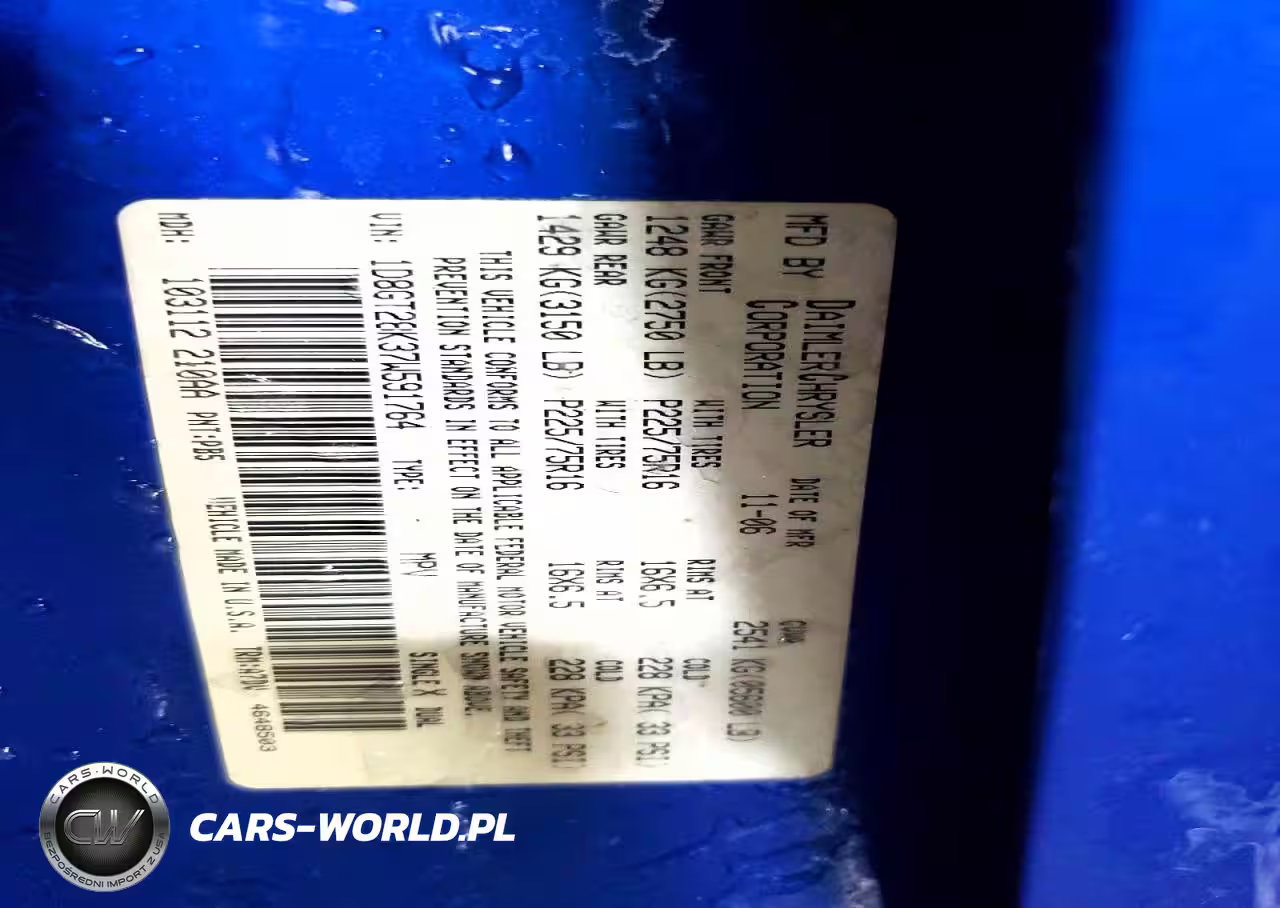 MFD BY DAIMLERCHRYSLER DATE OF MFR GVWR
CORPORATION 11-06 2541 KG(05600 LB)
GAWR FRONT WITH TIRES RIMS AT COLD
1248 KG(2750 LB) P225/75R16 16X6.5 228 KPA( 33 PSI)
GAWR REAR WITH TIRES RIMS AT COLD
1429 KG(3150 LB) P225/75R16 16X6.5 228 KPA( 33 PSI)
THIS VEHICLE CONFORMS TO ALL APPLICABLE FEDERAL MOTOR VEHICLE SAFETY AND THEFT
PREVENTION STANDARDS IN EFFECT ON THE DATE OF MANUFACTURE SHOWN ABOVE.
VIN: 1D8GT28K37W591764 TYPE: MPV SINGLE X DUAL
MDH: 103112 210AA PNT:PB5 VEHICLE MADE IN U.S.A. TRM:A7DV 4648503
CARS-WORLD
CW
BEZPOŚREDNI IMPORT Z USA
CARS-WORLD.PL